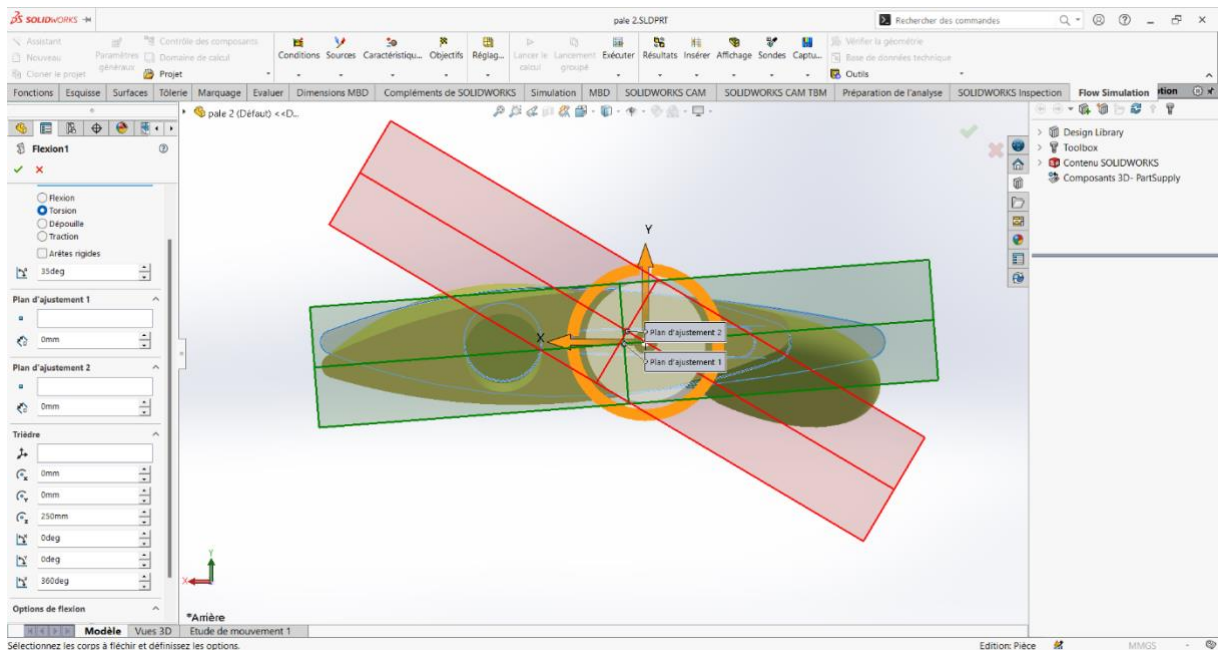 SOLIDWORKS
pale 2.SLDPRT
Rechercher des commandes
Assistant
Nouveau
Cloner le projet
Paramètres généraux
Contrôle des composants
Domaine de calcul
Projet
Conditions Sources Caractéristiqu... Objectifs Réglag...
Lancer le calcul
Lancement groupé
Exécuter Résultats Insérer Affichage Sondes Captu...
Vérifier la géométrie
Base de données technique
Outils
Fonctions Esquisse Surfaces Tôlerie Marquage Evaluer Dimensions MBD Compléments de SOLIDWORKS Simulation MBD SOLIDWORKS CAM SOLIDWORKS CAM TBM Préparation de l'analyse SOLIDWORKS Inspection Flow Simulation tion
pale 2 (Défaut) <<D...
Flexion1
Flexion
Torsion
Dépouille
Traction
Arêtes rigides
35deg
Plan d'ajustement 1
0mm
Plan d'ajustement 2
0mm
Trièdre
0mm
0mm
250mm
0deg
0deg
360deg
Options de flexion
Y
X
Plan d'ajustement 2
Plan d'ajustement 1
Y
X
*Arrière
Design Library
Toolbox
Contenu SOLIDWORKS
Composants 3D- PartSupply
Modèle Vues 3D Etude de mouvement 1
Sélectionnez les corps à fléchir et définissez les options.
Edition: Pièce
MMGS